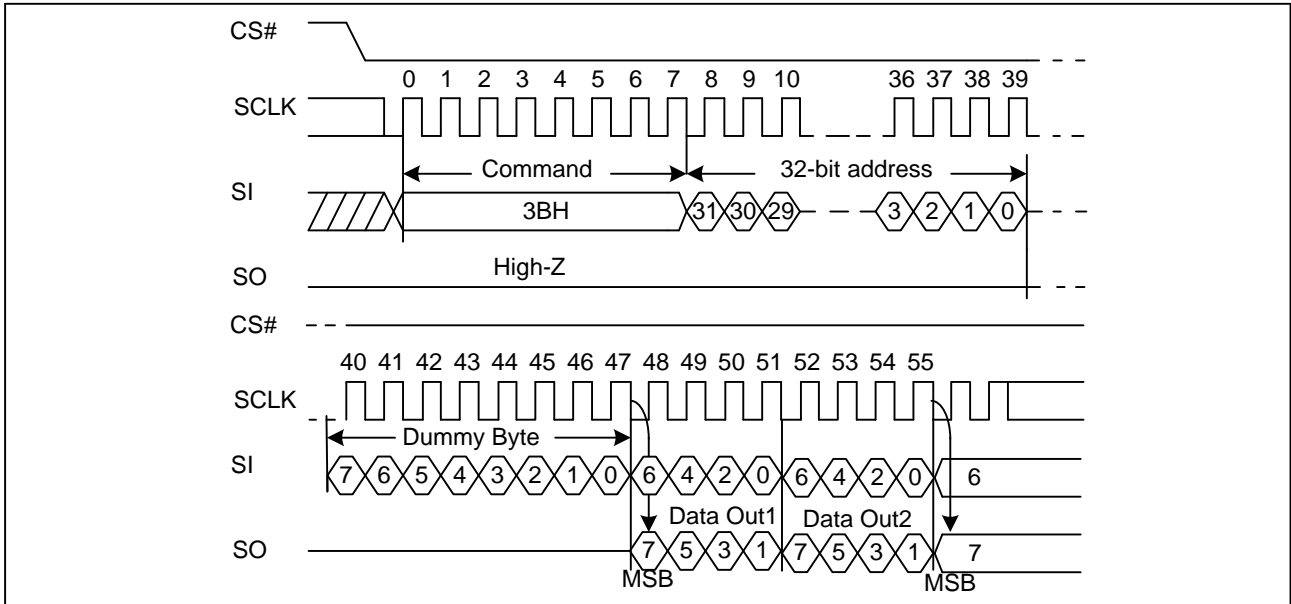 CS#
0 1 2 3 4 5 6 7 8 9 10 36 37 38 39
SCLK
Command 32-bit address
SI
3BH 31 30 29 3 2 1 0
High-Z
SO
CS#
40 41 42 43 44 45 46 47 48 49 50 51 52 53 54 55
SCLK
Dummy Byte
SI
7 6 5 4 3 2 1 0 6 4 2 0 6 4 2 0 6
Data Out1 Data Out2
SO
7 5 3 1 7 5 3 1 7
MSB MSB